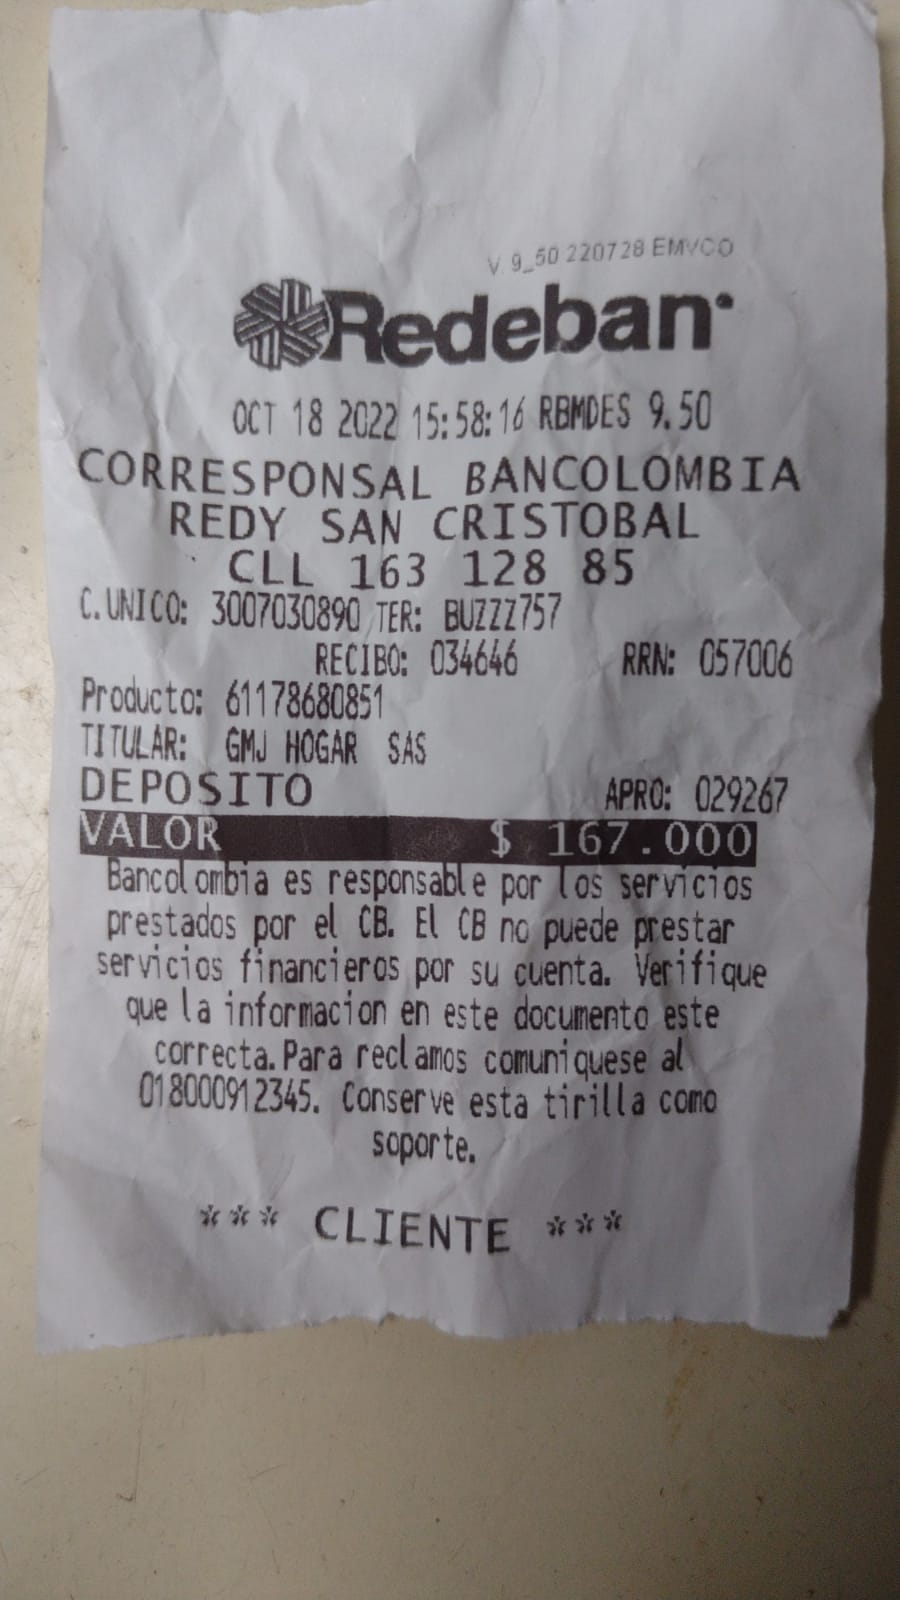 V 9_50 220728 EMVCO
Redeban
OCT 18 2022 15:58:16 RBMDES 9.50
CORRESPONSAL BANCOLOMBIA
REDY SAN CRISTOBAL
CLL 163 128 85
C.UNICO: 3007030890 TER: BUZZZ757
RECIBO: 034646 RRN: 057006
Producto: 61178680851
TITULAR: GMJ HOGAR SAS
DEPOSITO APRO: 029267
VALOR $ 167.000
Bancolombia es responsable por los servicios
prestados por el CB. El CB no puede prestar
servicios financieros por su cuenta. Verifique
que la informacion en este documento este
correcta. Para reclamos comuniquese al
018000912345. Conserve esta tirilla como
soporte.
*** CLIENTE ***